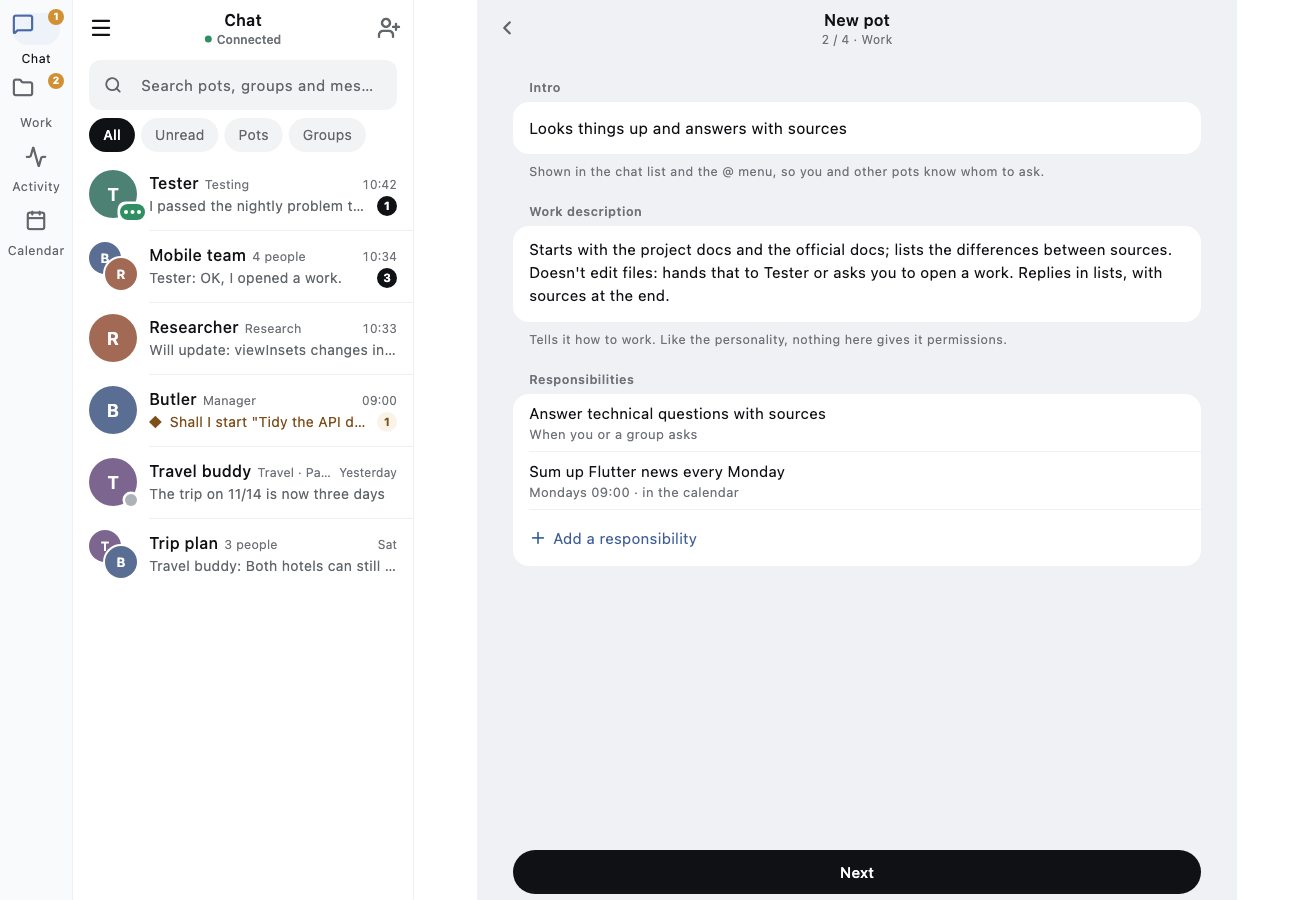 1
Chat
2
Work
Activity
Calendar
Chat
Connected
Search pots, groups and mes...
All
Unread
Pots
Groups
T
Tester Testing 10:42
I passed the nightly problem t... 1
B
R
Mobile team 4 people 10:34
Tester: OK, I opened a work. 3
R
Researcher Research 10:33
Will update: viewInsets changes in...
B
Butler Manager 09:00
Shall I start "Tidy the API d... 1
T
Travel buddy Travel · Pa... Yesterday
The trip on 11/14 is now three days
T
B
Trip plan 3 people Sat
Travel buddy: Both hotels can still ...
New pot
2 / 4 · Work
Intro
Looks things up and answers with sources
Shown in the chat list and the @ menu, so you and other pots know whom to ask.
Work description
Starts with the project docs and the official docs; lists the differences between sources.
Doesn't edit files: hands that to Tester or asks you to open a work. Replies in lists, with
sources at the end.
Tells it how to work. Like the personality, nothing here gives it permissions.
Responsibilities
Answer technical questions with sources
When you or a group asks
Sum up Flutter news every Monday
Mondays 09:00 · in the calendar
Add a responsibility
Next